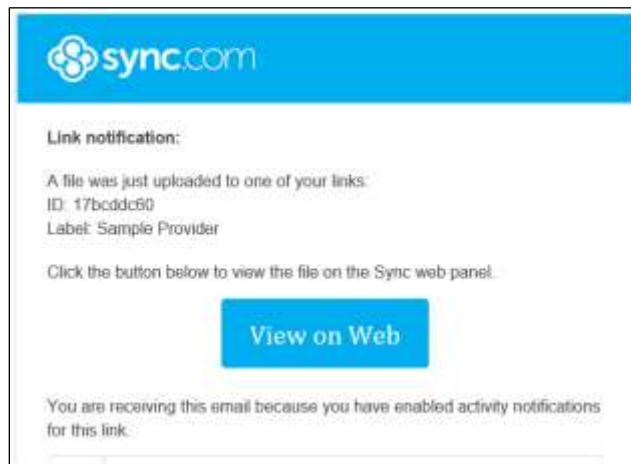 sync.com
Link notification:
A file was just uploaded to one of your links:
ID: 17bcddc60
Label: Sample Provider
Click the button below to view the file on the Sync web panel.
View on Web
You are receiving this email because you have enabled activity notifications
for this link.